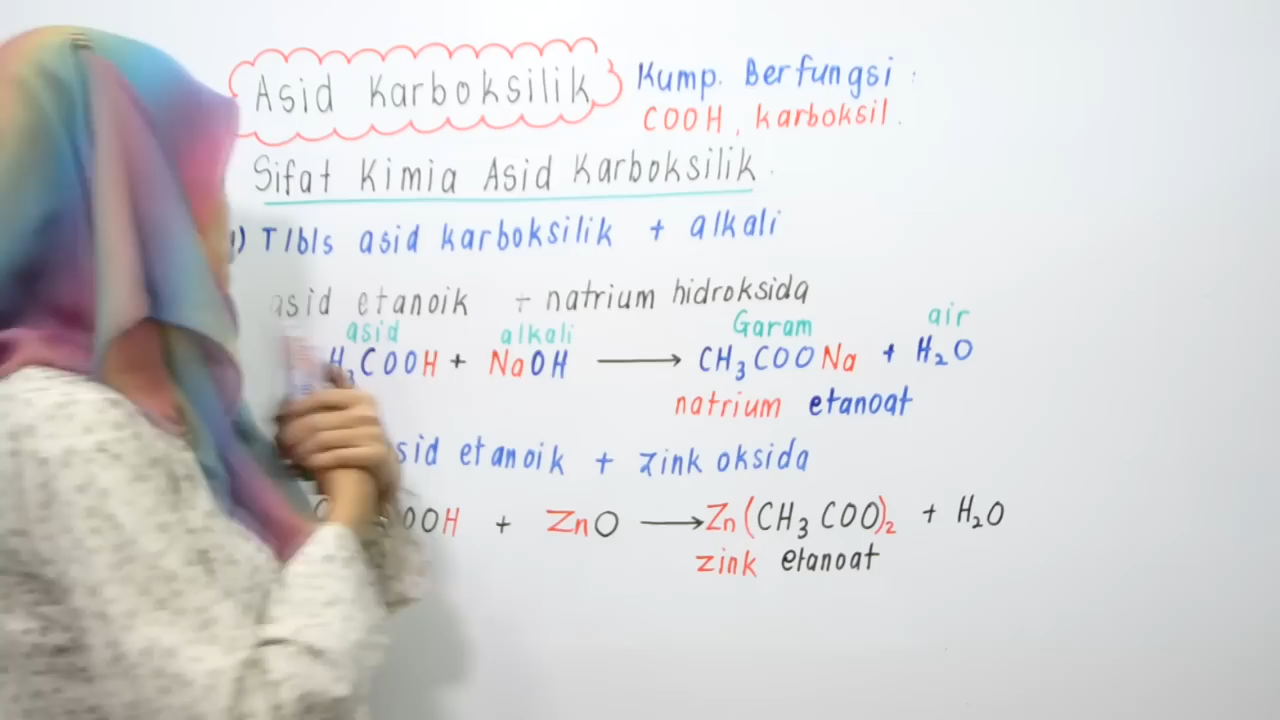 Asid Karboksilik
Kump. Berfungsi :
COOH, karboksil.
Sifat Kimia Asid Karboksilik.
) T/bls asid karboksilik + alkali
asid etanoik + natrium hidroksida
asid alkali Garam air
H₃COOH + NaOH ⟶ CH₃COONa + H₂O
natrium etanoat
sid etanoik + zink oksida
OOH + ZnO ⟶ Zn(CH₃COO)₂ + H₂O
zink etanoat